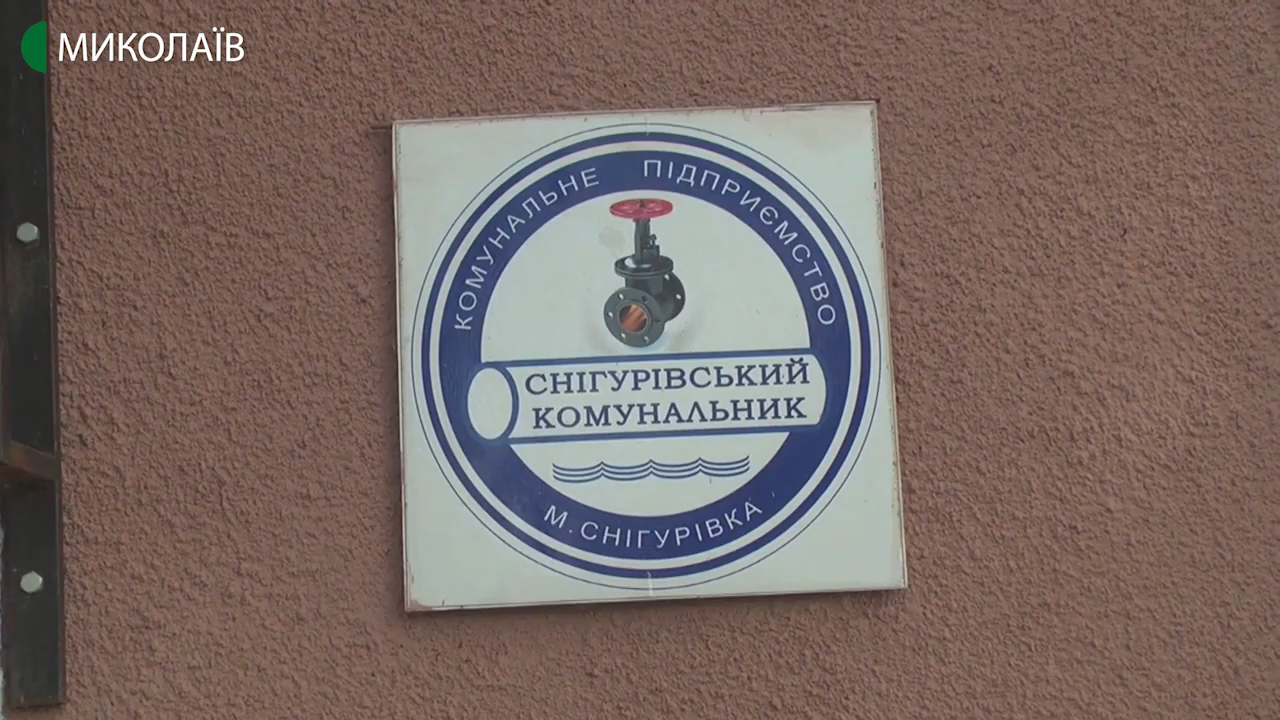 МИКОЛАЇВ
КОМУНАЛЬНЕ ПІДПРИЄМСТВО
СНІГУРІВСЬКИЙ
КОМУНАЛЬНИК
М. СНІГУРІВКА